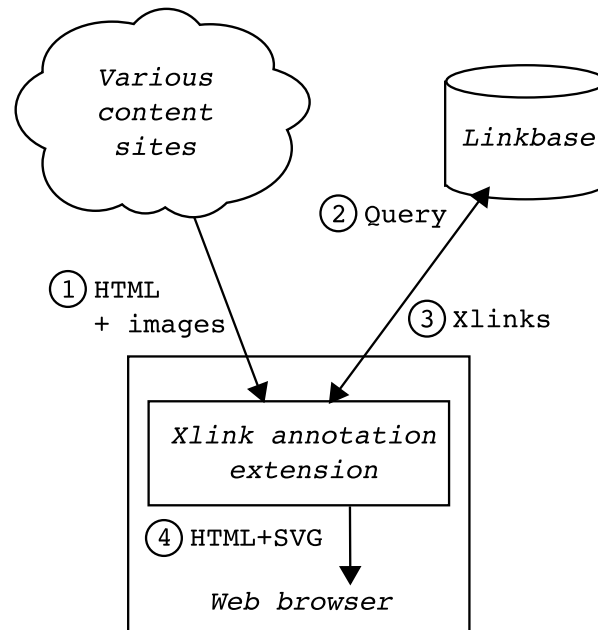 Various
content
sites
Linkbase
2 Query
1 HTML
+ images
3 Xlinks
Xlink annotation
extension
4 HTML+SVG
Web browser